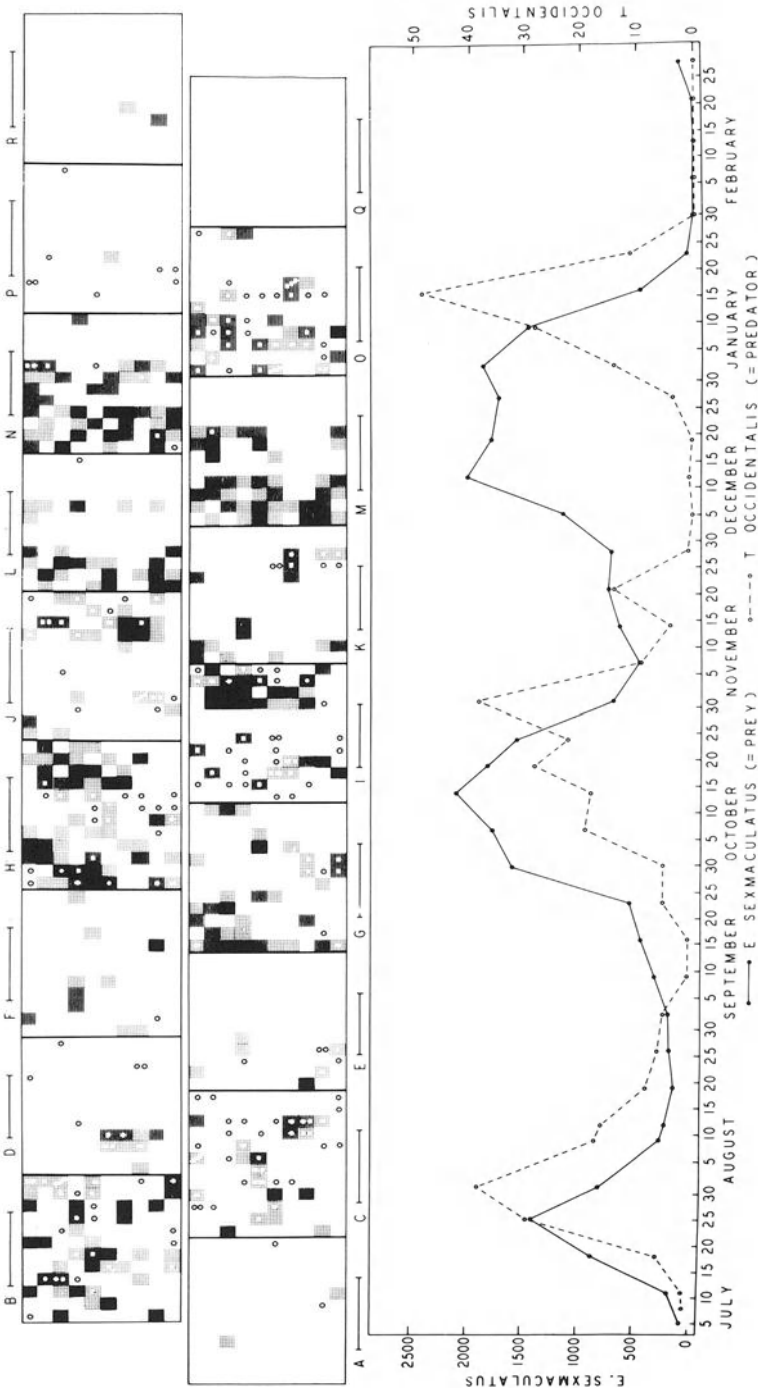 B D F H J L N P R
A C E G I K M O Q
E. SEXMACULATUS
2500
2000
1500
1000
500
T OCCIDENTALIS
50
40
30
20
10
0
5 10 15 20 25 30 5 10 15 20 25 30 5 10 15 20 25 30 5 10 15 20 25 30 5 10 15 20 25 30 5 10 15 20 25 30 5 10 15 20 25 30 5 10 15 20 25
JULY AUGUST SEPTEMBER OCTOBER NOVEMBER DECEMBER JANUARY FEBRUARY
E SEXMACULATUS (=PREY) T OCCIDENTALIS (=PREDATOR)